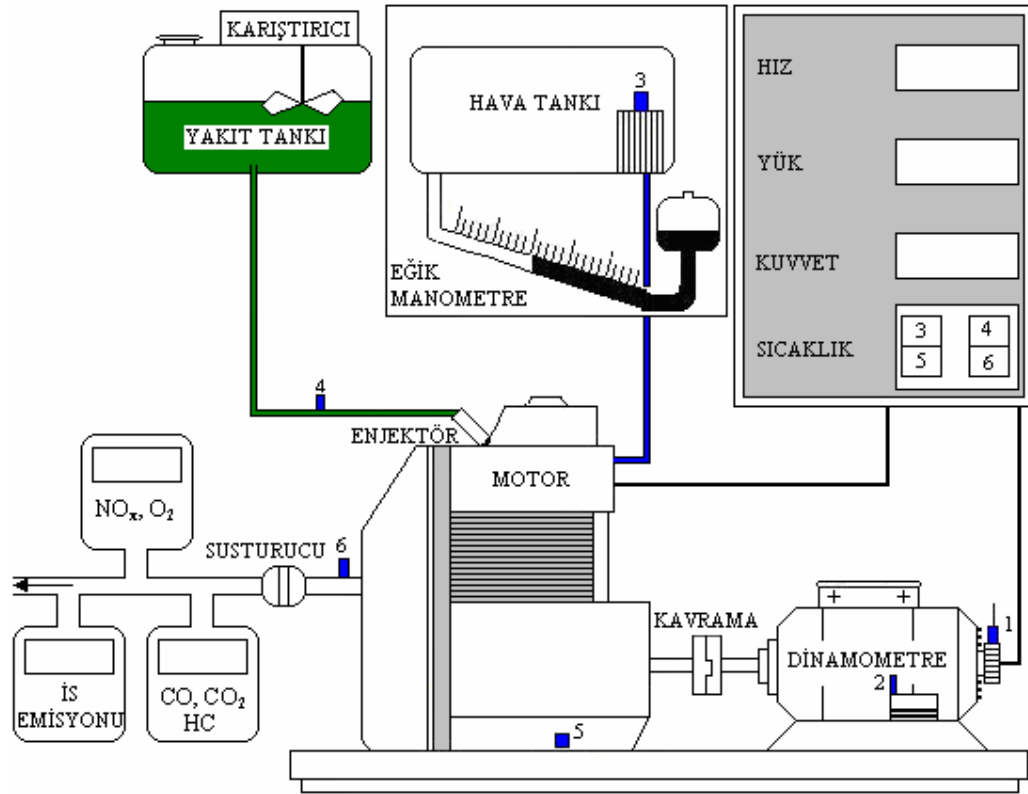 KARIŞTIRICI
YAKIT TANKI
HAVA TANKI
3
EĞİK
MANOMETRE
HIZ
YÜK
KUVVET
SICAKLIK
3
4
5
6
4
ENJEKTÖR
MOTOR
NOx, O2
SUSTURUCU
6
İS
EMİSYONU
CO, CO2
HC
KAVRAMA
DİNAMOMETRE
1
2
5